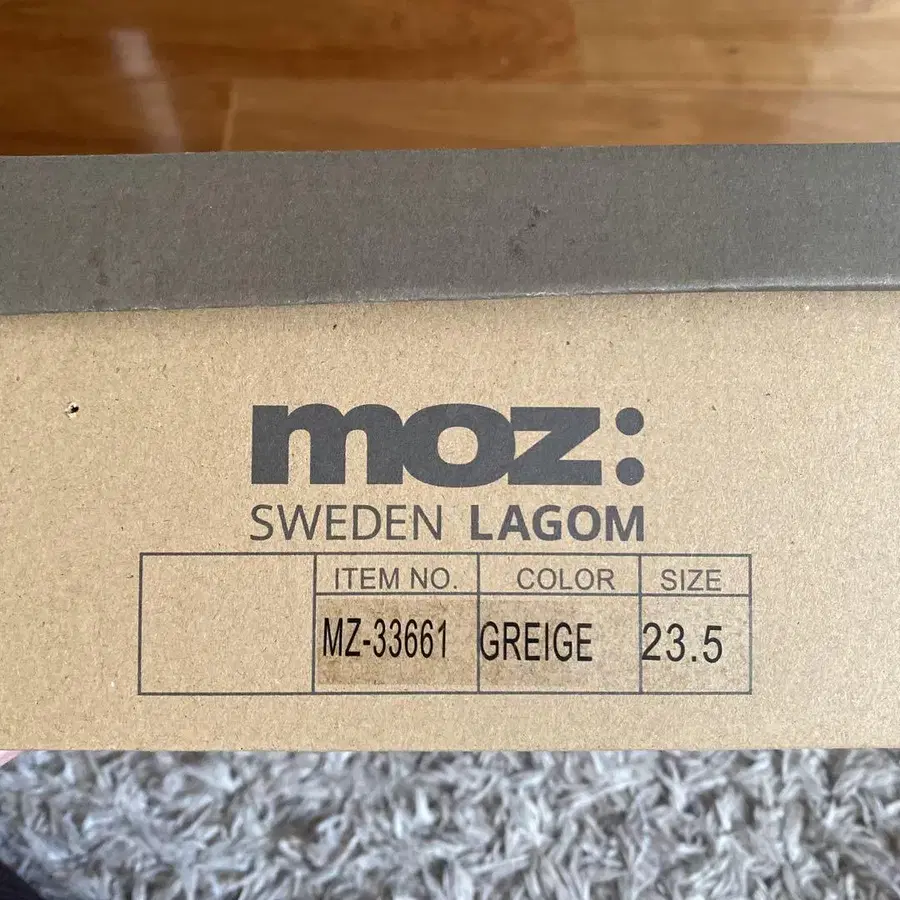 moz:
SWEDEN LAGOM
ITEM NO. COLOR SIZE
MZ-33661 GREIGE 23.5